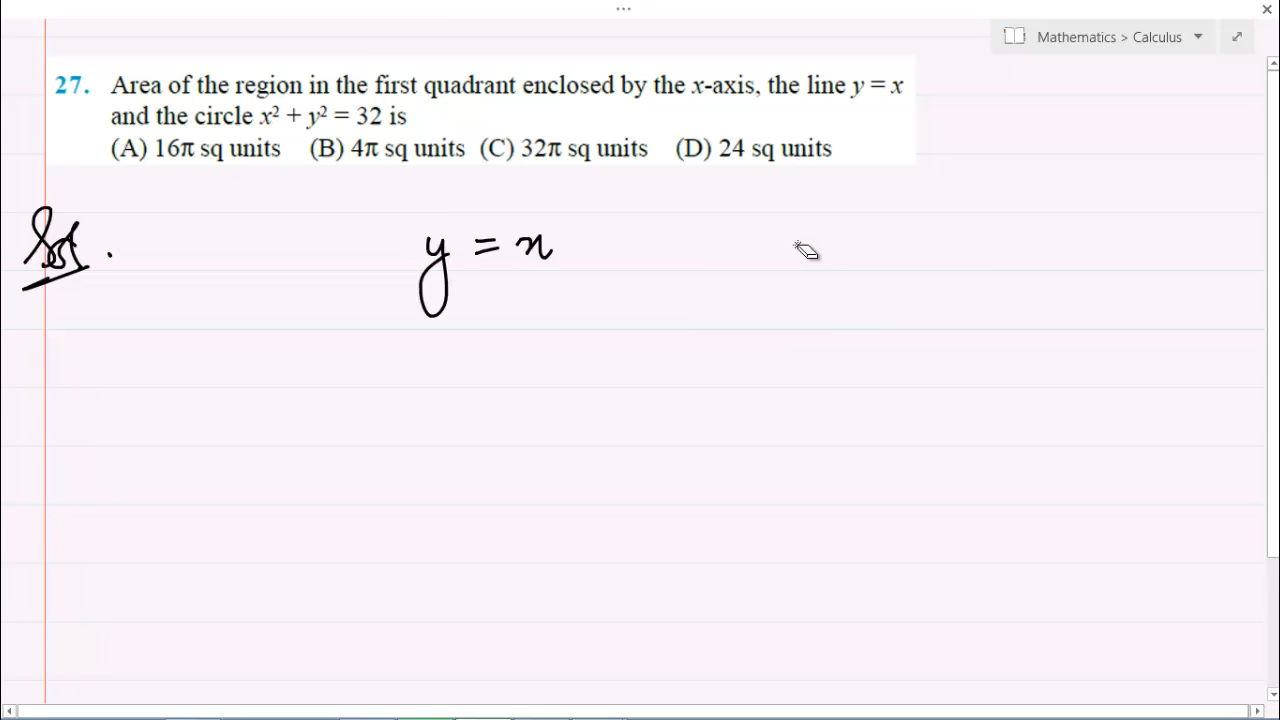 Mathematics > Calculus
27. Area of the region in the first quadrant enclosed by the x-axis, the line y = x
and the circle x² + y² = 32 is
(A) 16π sq units (B) 4π sq units (C) 32π sq units (D) 24 sq units
Sol.
y = x